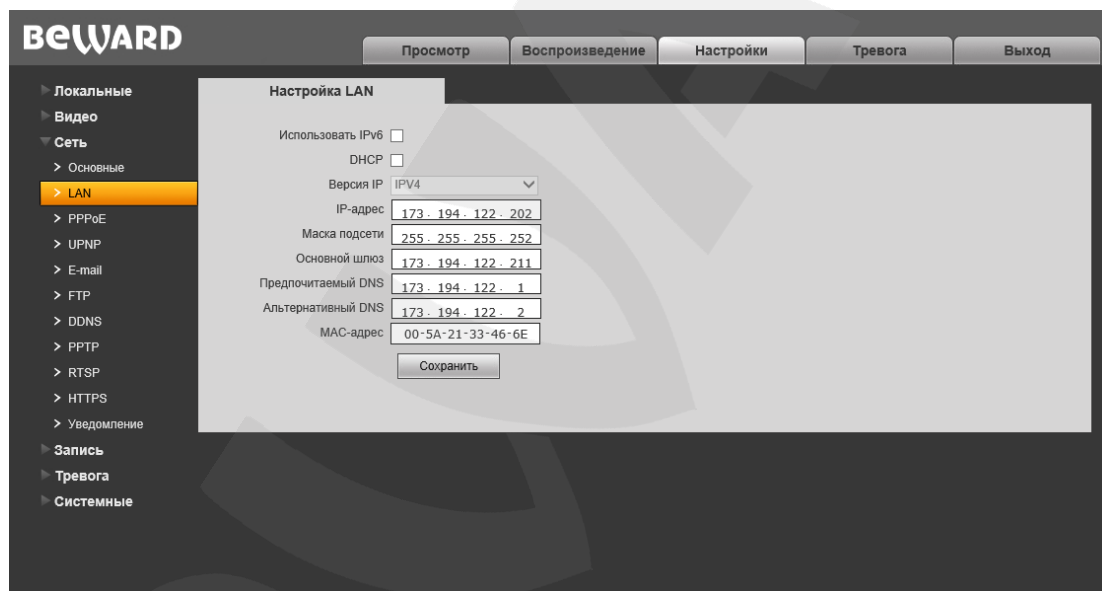 BEWARD
Просмотр Воспроизведение Настройки Тревога Выход
Локальные
Видео
Сеть
> Основные
> LAN
> PPPoE
> UPNP
> E-mail
> FTP
> DDNS
> PPTP
> RTSP
> HTTPS
> Уведомление
Запись
Тревога
Системные
Настройка LAN
Использовать IPv6
DHCP
Версия IP IPV4
IP-адрес 173 . 194 . 122 . 202
Маска подсети 255 . 255 . 255 . 252
Основной шлюз 173 . 194 . 122 . 211
Предпочитаемый DNS 173 . 194 . 122 . 1
Альтернативный DNS 173 . 194 . 122 . 2
MAC-адрес 00-5A-21-33-46-6E
Сохранить